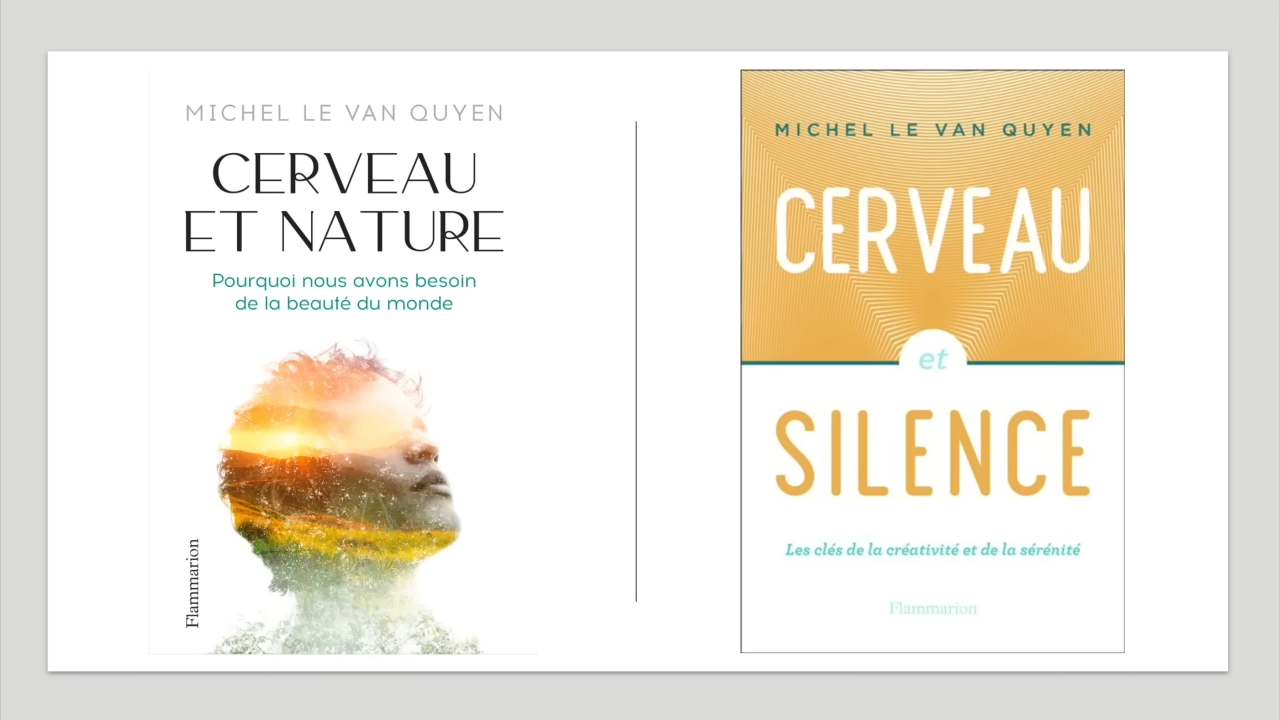 MICHEL LE VAN QUYEN
CERVEAU
ET NATURE
Pourquoi nous avons besoin
de la beauté du monde
Flammarion
MICHEL LE VAN QUYEN
CERVEAU
et
SILENCE
Les clés de la créativité et de la sérénité
Flammarion